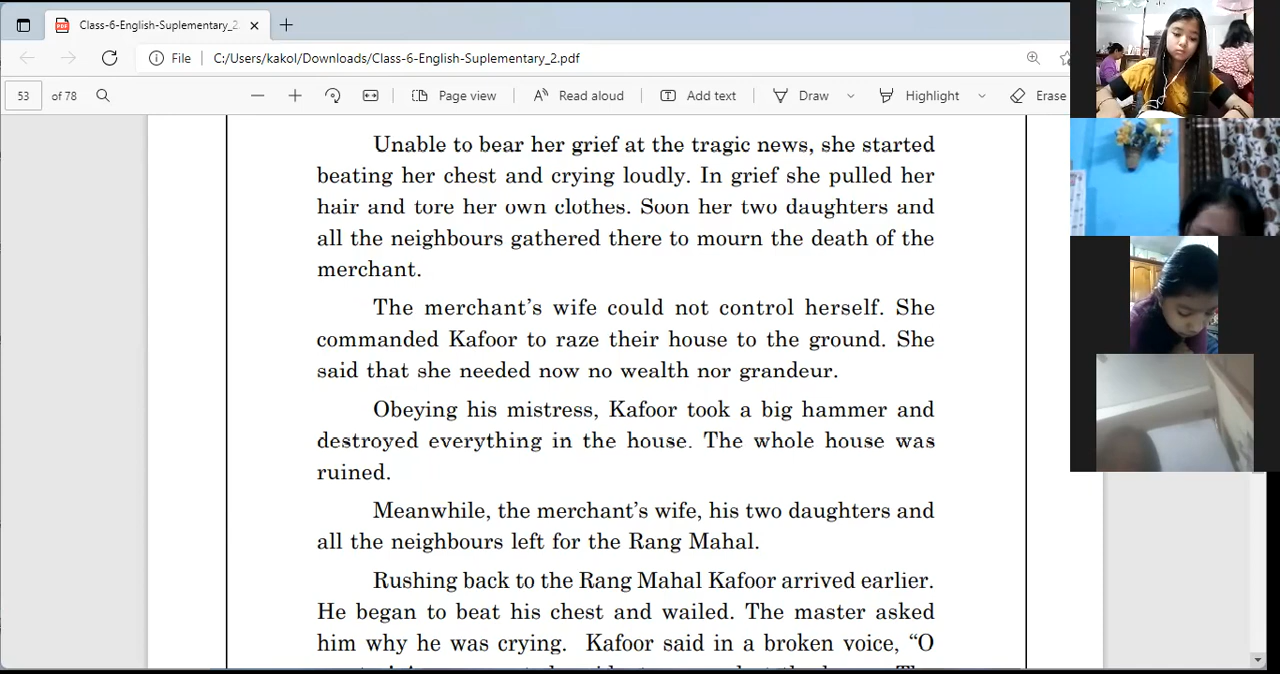 Class-6-English-Suplementary_2
File C:/Users/kakol/Downloads/Class-6-English-Suplementary_2.pdf
53 of 78 Page view Read aloud Add text Draw Highlight Erase
Unable to bear her grief at the tragic news, she started
beating her chest and crying loudly. In grief she pulled her
hair and tore her own clothes. Soon her two daughters and
all the neighbours gathered there to mourn the death of the
merchant.
The merchant's wife could not control herself. She
commanded Kafoor to raze their house to the ground. She
said that she needed now no wealth nor grandeur.
Obeying his mistress, Kafoor took a big hammer and
destroyed everything in the house. The whole house was
ruined.
Meanwhile, the merchant's wife, his two daughters and
all the neighbours left for the Rang Mahal.
Rushing back to the Rang Mahal Kafoor arrived earlier.
He began to beat his chest and wailed. The master asked
him why he was crying. Kafoor said in a broken voice, “O